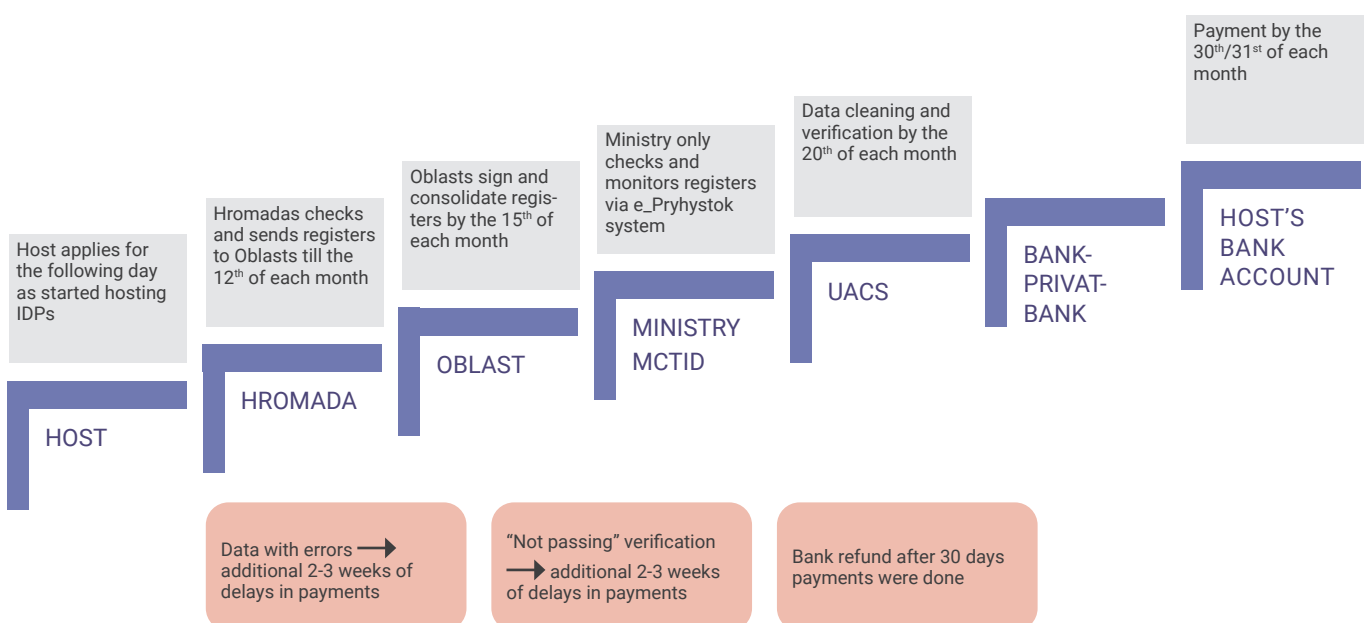 Host applies for
the following day
as started hosting
IDPs
HOST
Hromadas checks
and sends registers
to Oblasts till the
12th of each month
HROMADA
Oblasts sign and
consolidate regis-
ters by the 15th of
each month
OBLAST
Ministry only
checks and
monitors registers
via e_Pryhystok
system
MINISTRY
MCTID
Data cleaning and
verification by the
20th of each month
UACS
BANK-
PRIVAT-
BANK
Payment by the
30th/31st of each
month
HOST'S
BANK
ACCOUNT
Data with errors
additional 2-3 weeks of
delays in payments
“Not passing” verification
additional 2-3 weeks
of delays in payments
Bank refund after 30 days
payments were done